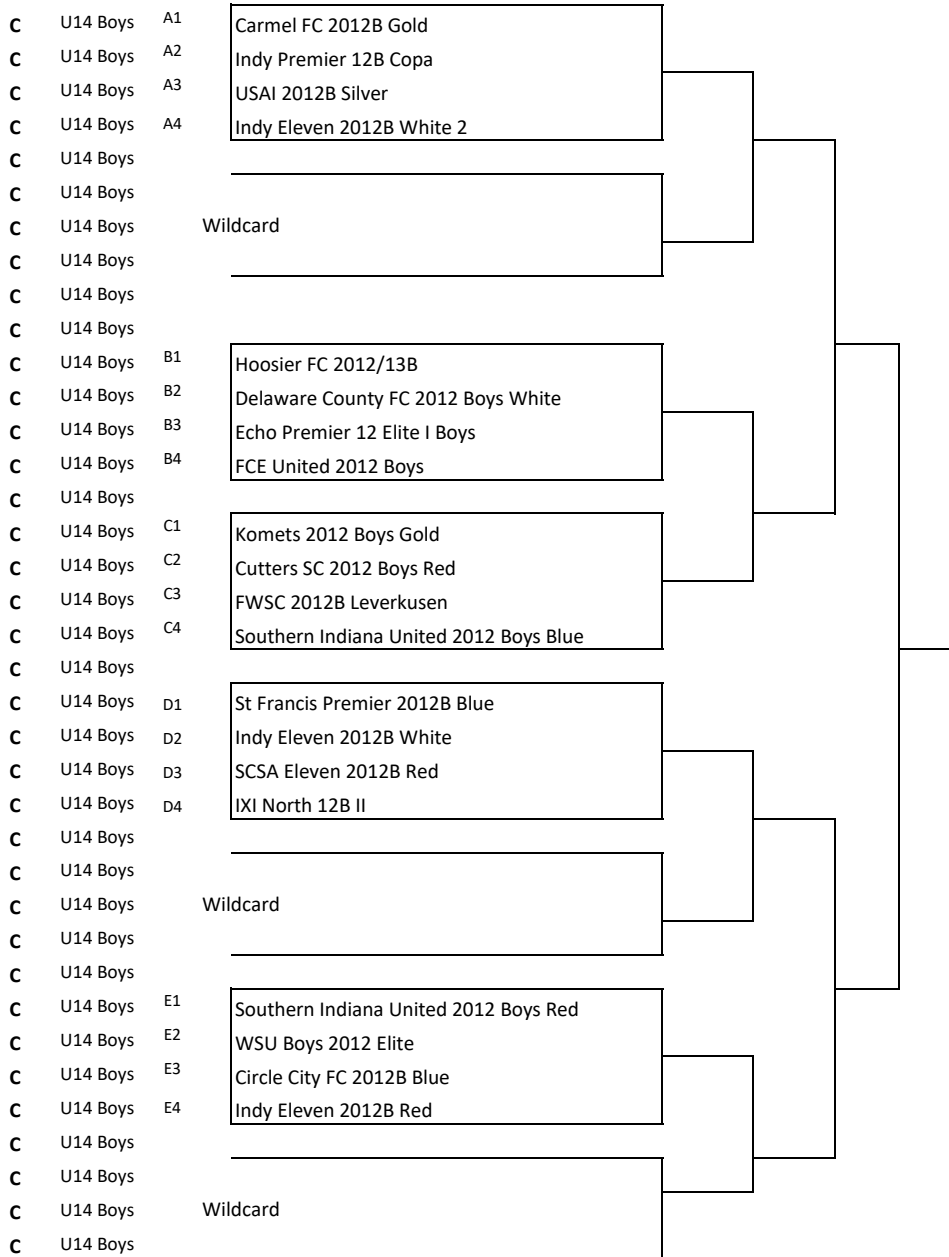 C U14 Boys A1 Carmel FC 2012B Gold
C U14 Boys A2 Indy Premier 12B Copa
C U14 Boys A3 USAI 2012B Silver
C U14 Boys A4 Indy Eleven 2012B White 2
C U14 Boys
C U14 Boys
C U14 Boys Wildcard
C U14 Boys
C U14 Boys
C U14 Boys
C U14 Boys B1 Hoosier FC 2012/13B
C U14 Boys B2 Delaware County FC 2012 Boys White
C U14 Boys B3 Echo Premier 12 Elite I Boys
C U14 Boys B4 FCE United 2012 Boys
C U14 Boys
C U14 Boys C1 Komets 2012 Boys Gold
C U14 Boys C2 Cutters SC 2012 Boys Red
C U14 Boys C3 FWSC 2012B Leverkusen
C U14 Boys C4 Southern Indiana United 2012 Boys Blue
C U14 Boys
C U14 Boys D1 St Francis Premier 2012B Blue
C U14 Boys D2 Indy Eleven 2012B White
C U14 Boys D3 SCSA Eleven 2012B Red
C U14 Boys D4 IXI North 12B II
C U14 Boys
C U14 Boys
C U14 Boys Wildcard
C U14 Boys
C U14 Boys
C U14 Boys E1 Southern Indiana United 2012 Boys Red
C U14 Boys E2 WSU Boys 2012 Elite
C U14 Boys E3 Circle City FC 2012B Blue
C U14 Boys E4 Indy Eleven 2012B Red
C U14 Boys
C U14 Boys
C U14 Boys Wildcard
C U14 Boys